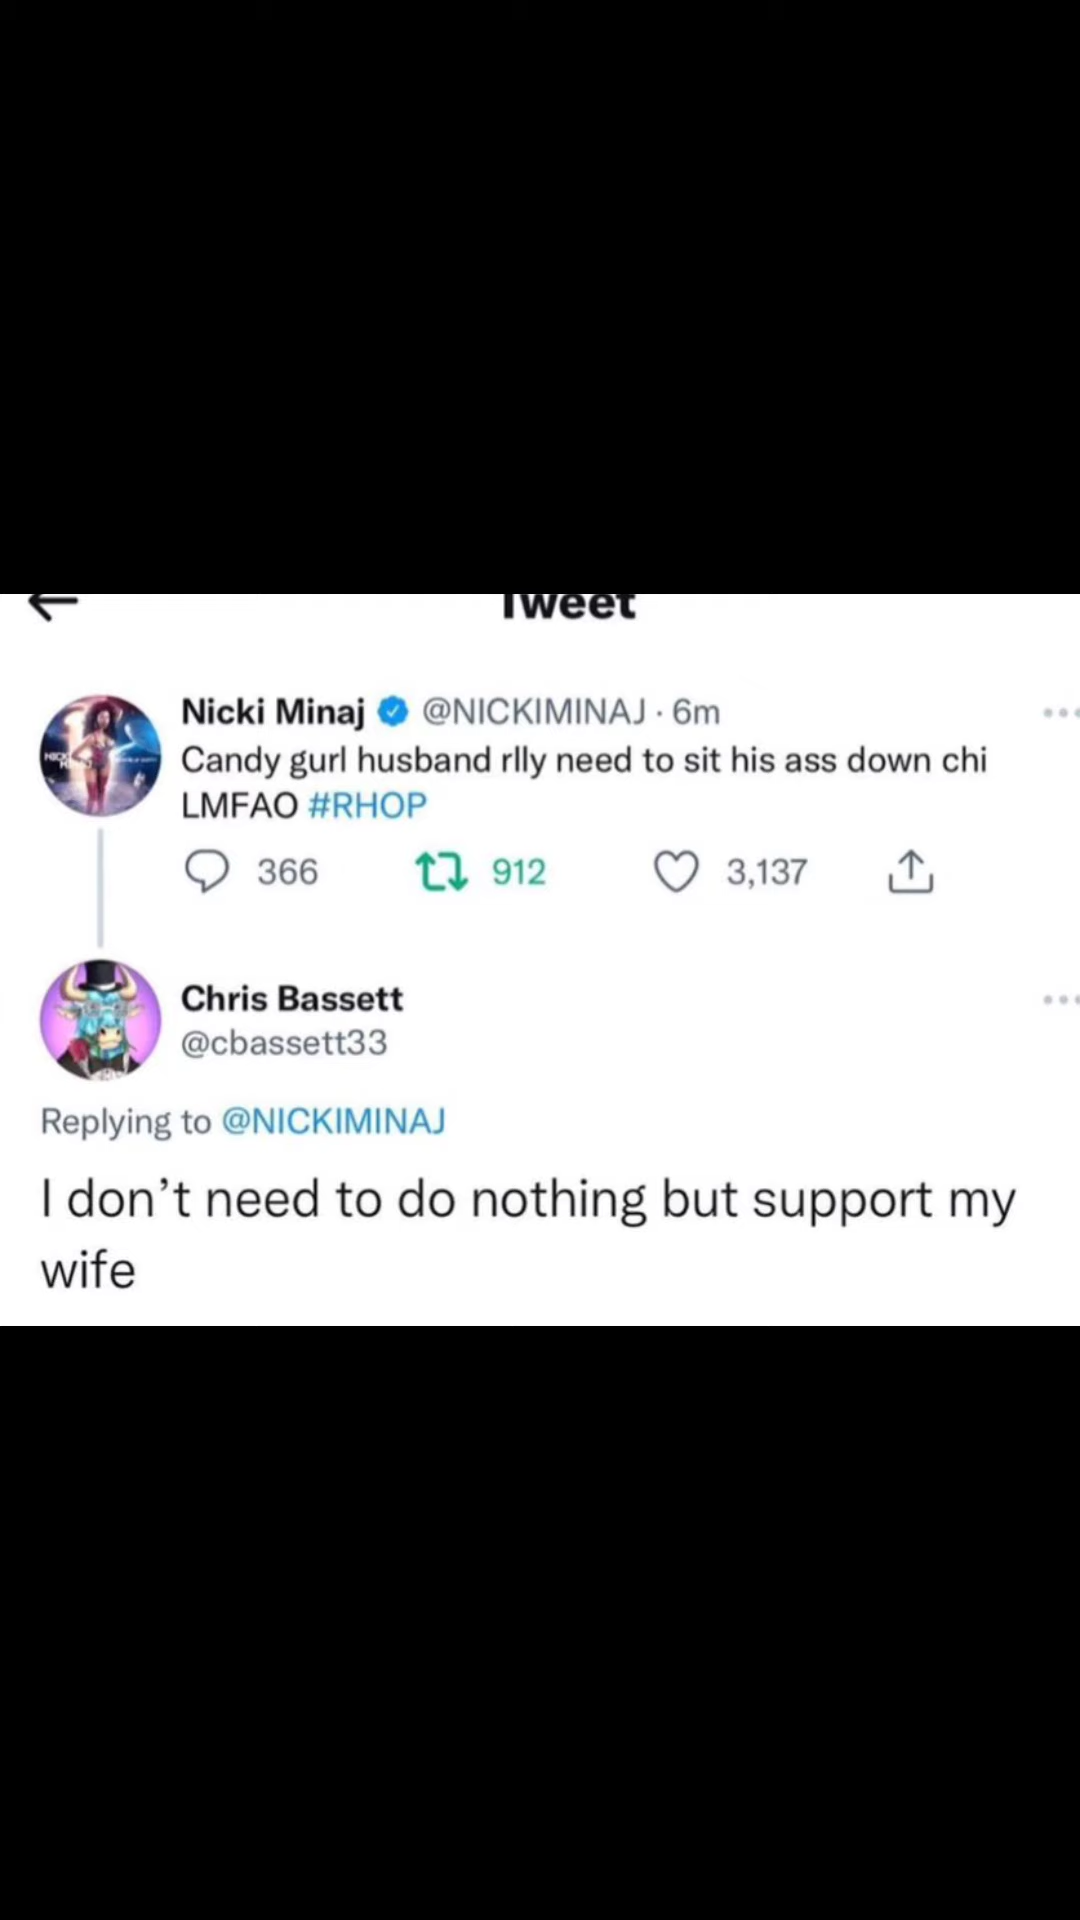 Tweet
Nicki Minaj @NICKIMINAJ · 6m
Candy gurl husband rlly need to sit his ass down chi
LMFAO #RHOP
366 912 3,137
Chris Bassett
@cbassett33
Replying to @NICKIMINAJ
I don’t need to do nothing but support my
wife